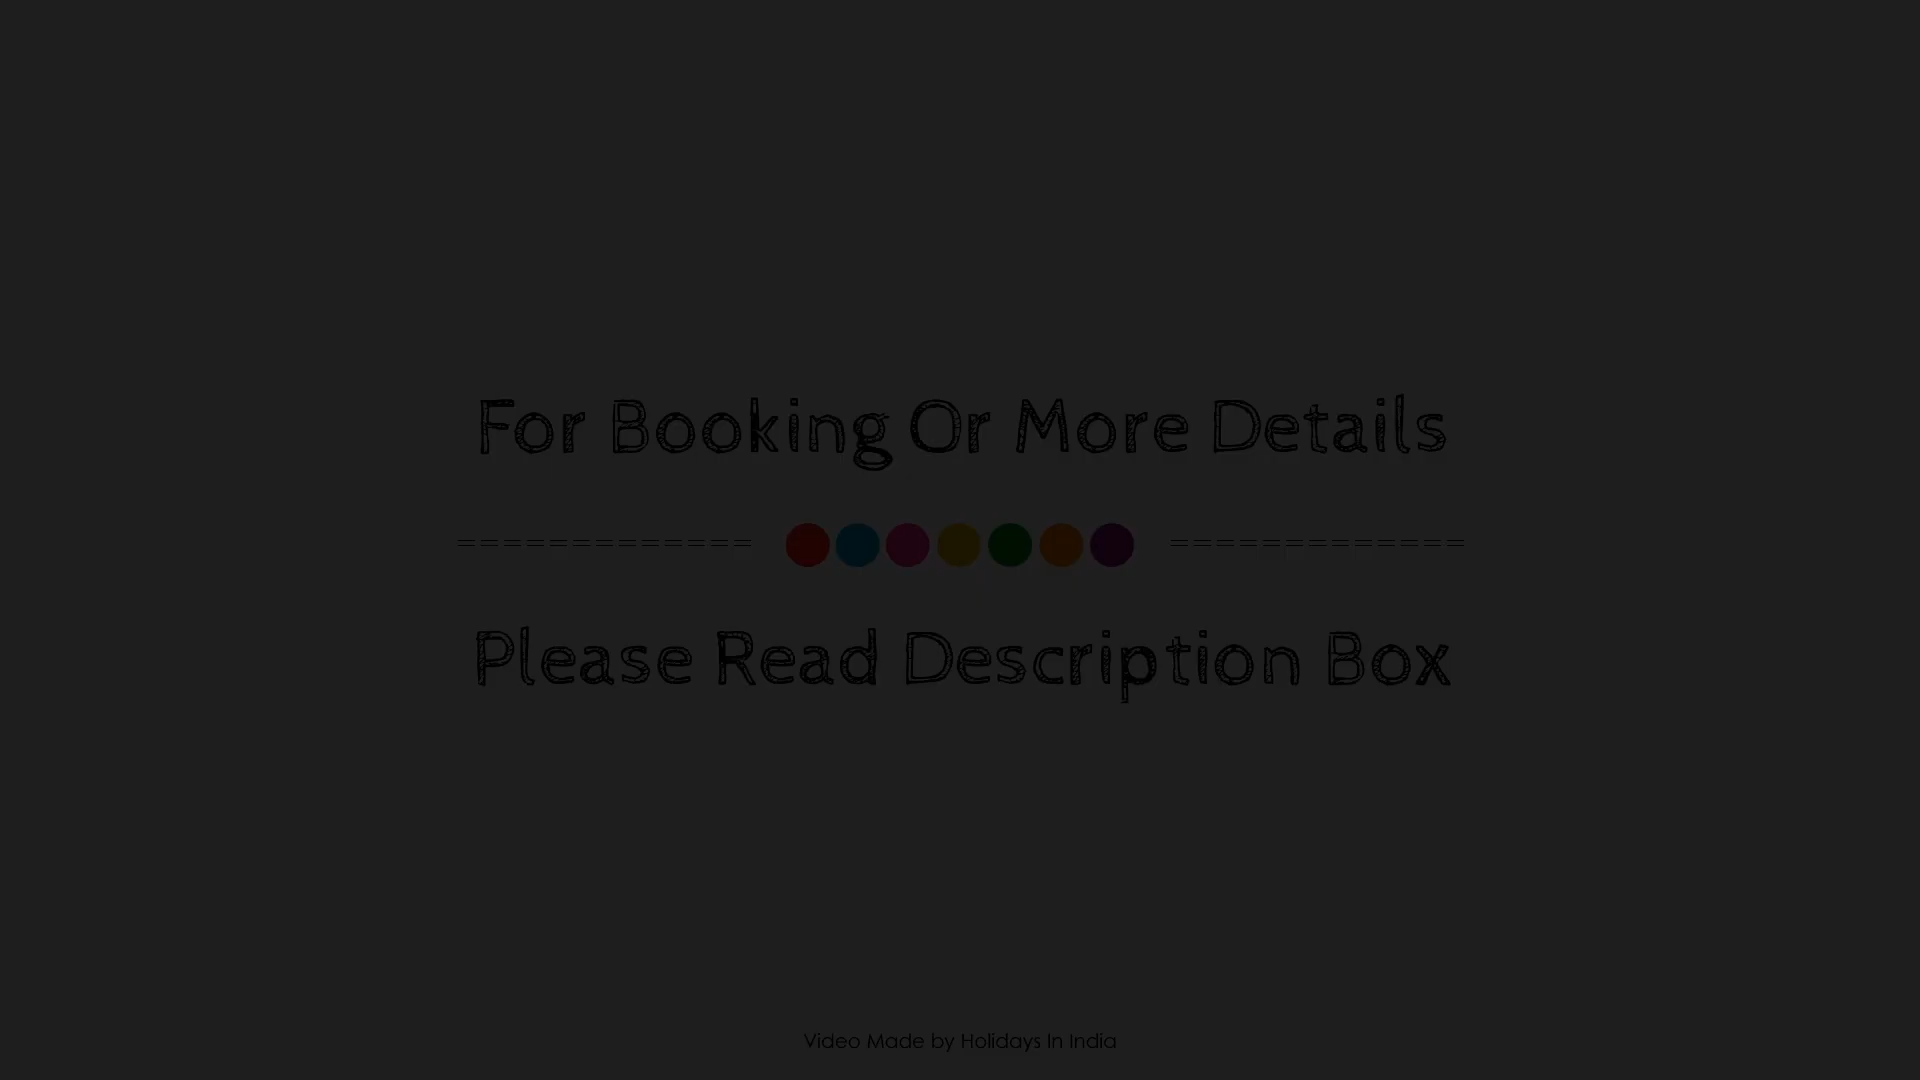 For Booking Or More Details
============= =============
Please Read Description Box
Video Made by Holidays In India